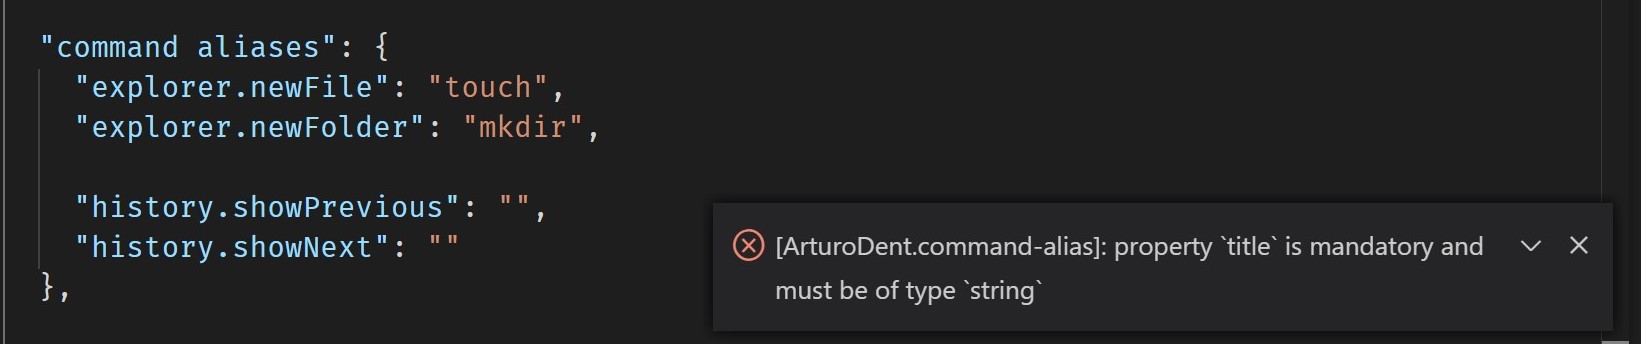 "command aliases": {
"explorer.newFile": "touch",
"explorer.newFolder": "mkdir",
"history.showPrevious": "",
"history.showNext": ""
},
[ArturoDent.command-alias]: property `title` is mandatory and
must be of type `string`